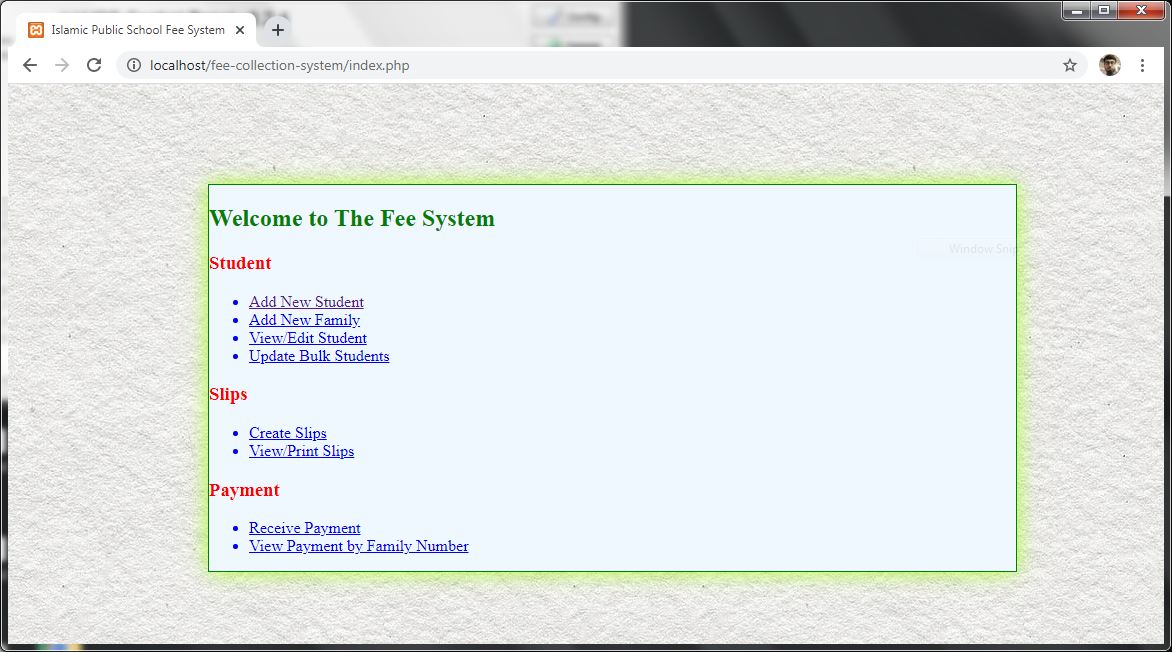 Islamic Public School Fee System
localhost/fee-collection-system/index.php
Welcome to The Fee System
Window Snip
Student
Add New Student
Add New Family
View/Edit Student
Update Bulk Students
Slips
Create Slips
View/Print Slips
Payment
Receive Payment
View Payment by Family Number